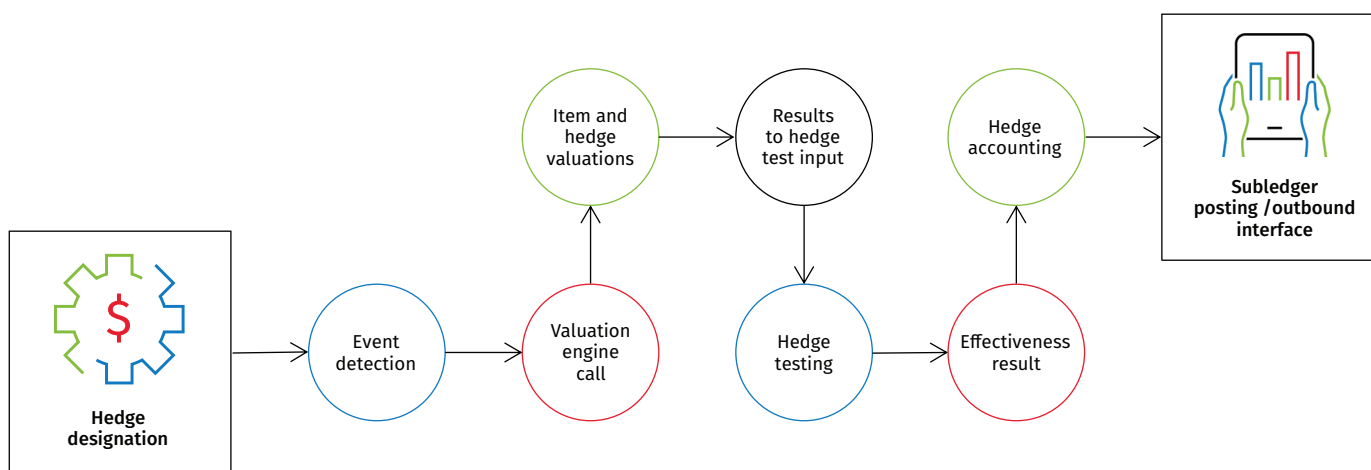 Hedge
designation
Event
detection
Valuation
engine
call
Item and
hedge
valuations
Results
to hedge
test input
Hedge
testing
Effectiveness
result
Hedge
accounting
Subledger
posting /outbound
interface
$